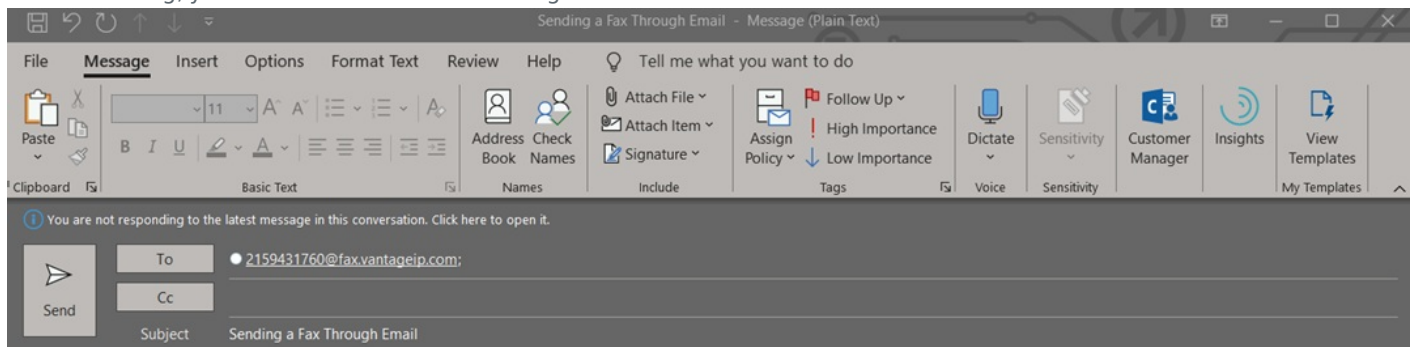 Sending a Fax Through Email - Message (Plain Text)
File Message Insert Options Format Text Review Help Tell me what you want to do
Paste
11
B I U
Address Book
Check Names
Attach File
Attach Item
Signature
Assign Policy
Follow Up
High Importance
Low Importance
Dictate
Sensitivity
Customer Manager
Insights
View Templates
Clipboard Basic Text Names Include Tags Voice Sensitivity My Templates
You are not responding to the latest message in this conversation. Click here to open it.
Send
To 2159431760@fax.vantageip.com;
Cc
Subject Sending a Fax Through Email